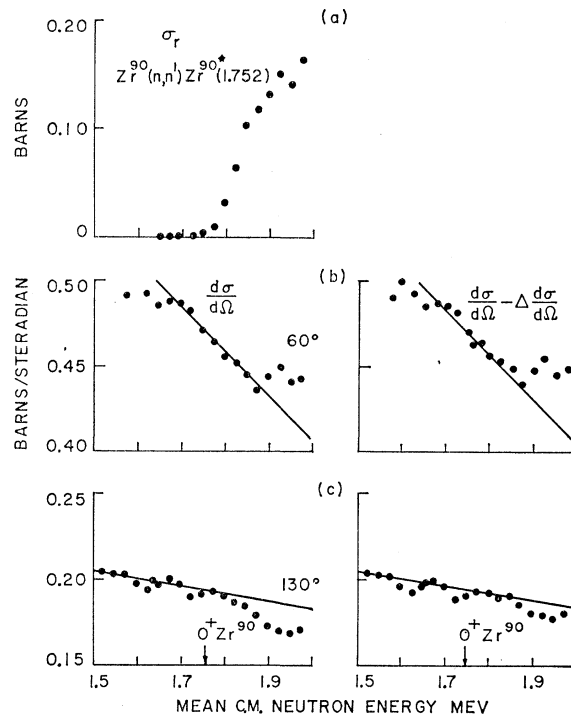 (a)
0.20
σr
Zr90(n,n')Zr90*(1.752)
BARNS
0.10
0
(b)
0.50
dσ/dΩ
dσ/dΩ − Δ dσ/dΩ
60°
0.45
BARNS/STERADIAN
0.40
(c)
0.25
130°
0.20
0+Zr90
0+Zr90
0.15
1.5 1.7 1.9 1.5 1.7 1.9
MEAN C.M. NEUTRON ENERGY MEV